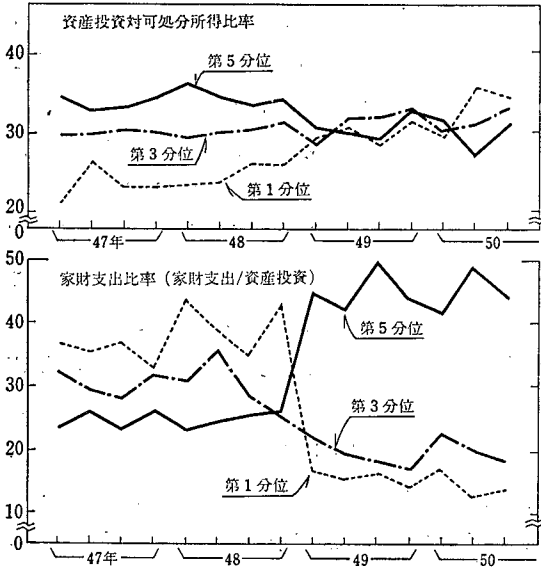 資産投資対可処分所得比率
40
第5分位
30
第3分位
第1分位
20
0
47年
48
49
50
50
家財支出比率(家財支出/資産投資)
40
第5分位
30
第3分位
20
第1分位
10
0
47年
48
49
50